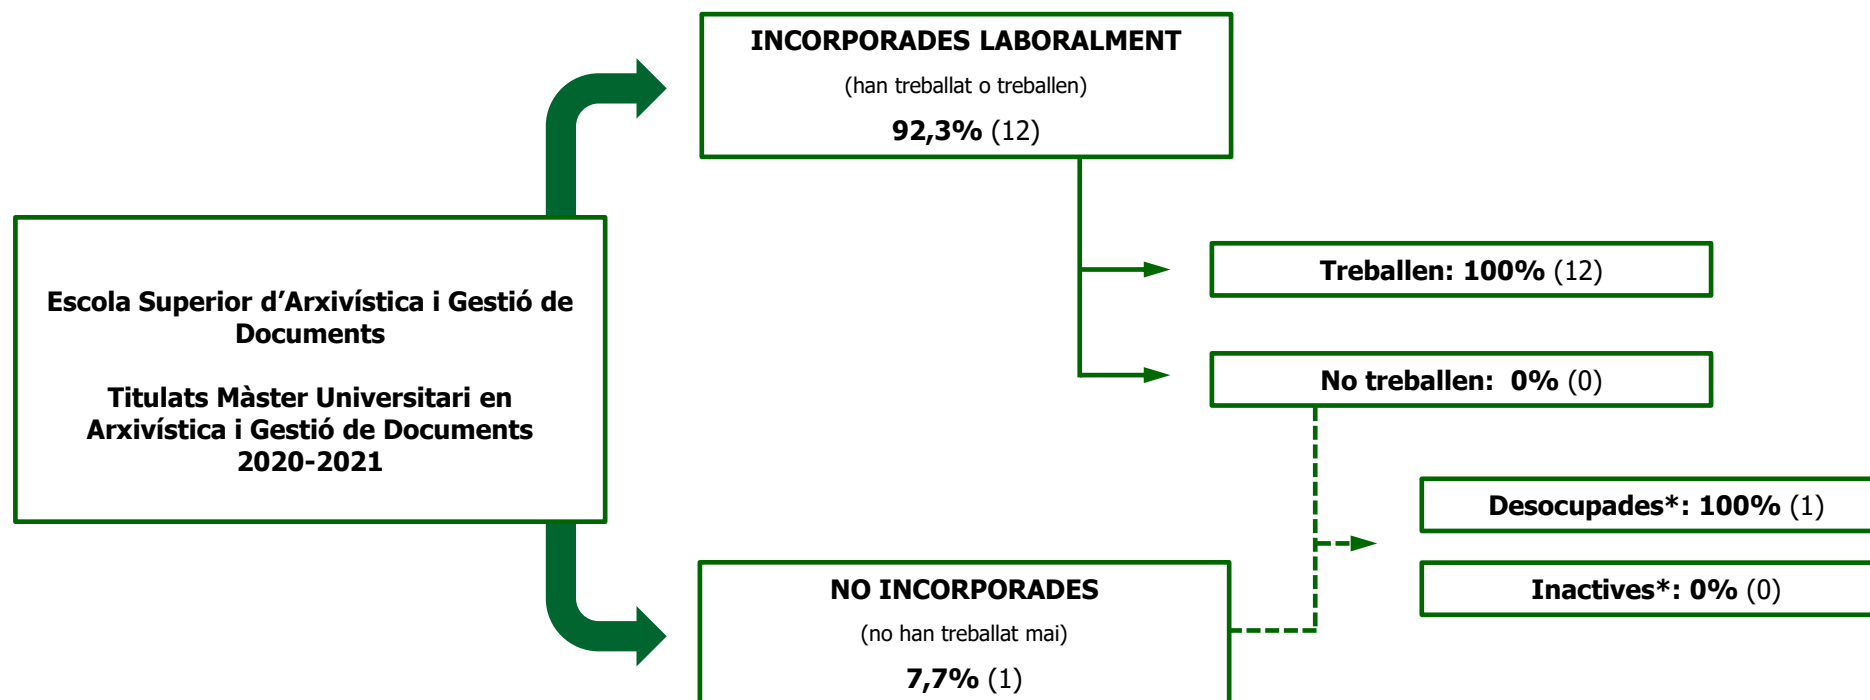 INCORPORADES LABORALMENT
(han treballat o treballen)
92,3% (12)
Escola Superior d’Arxivística i Gestió de
Documents
Titulats Màster Universitari en
Arxivística i Gestió de Documents
2020-2021
Treballen: 100% (12)
No treballen: 0% (0)
Desocupades*: 100% (1)
Inactives*: 0% (0)
NO INCORPORADES
(no han treballat mai)
7,7% (1)